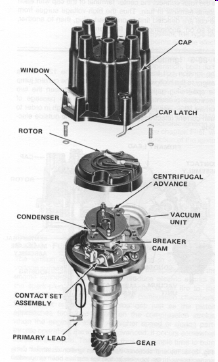 CAP
WINDOW
CAP LATCH
ROTOR
CENTRIFUGAL
ADVANCE
CONDENSER
VACUUM
UNIT
BREAKER
CAM
CONTACT SET
ASSEMBLY
PRIMARY LEAD
GEAR